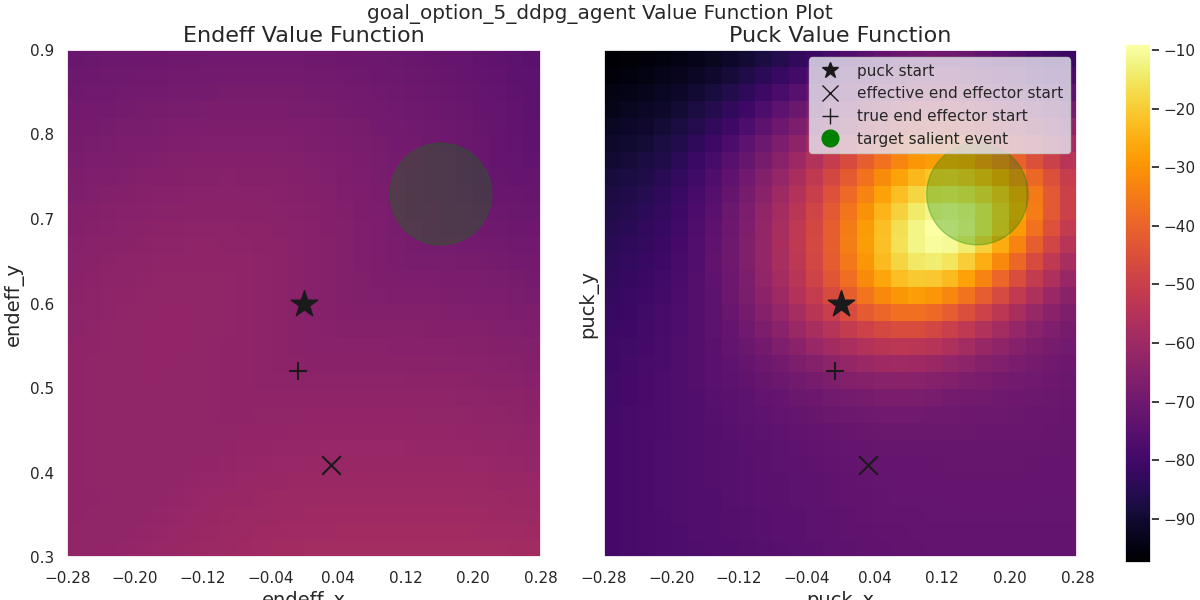 goal_option_5_ddpg_agent Value Function Plot
Endeff Value Function
Puck Value Function
0.9
0.8
0.7
0.6
0.5
0.4
0.3
endeff_y
−0.28 −0.20 −0.12 −0.04 0.04 0.12 0.20 0.28
endeff_x
puck_y
puck start
effective end effector start
true end effector start
target salient event
−0.28 −0.20 −0.12 −0.04 0.04 0.12 0.20 0.28
puck_x
−10
−20
−30
−40
−50
−60
−70
−80
−90